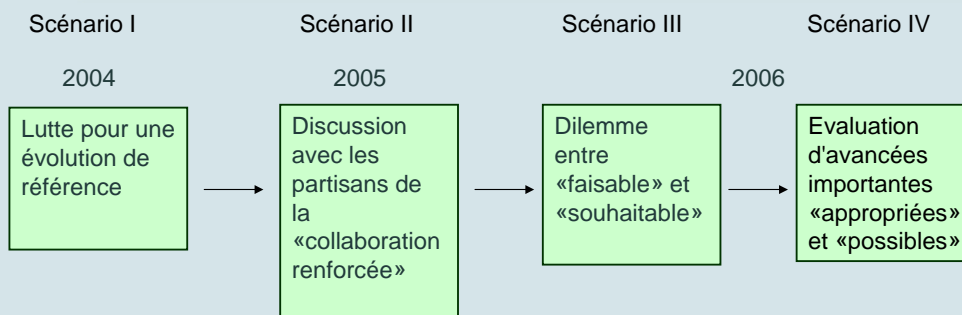 Scénario I
Scénario II
Scénario III
Scénario IV
2004
2005
2006
Lutte pour une
évolution de
référence
Discussion
avec les
partisans de
la
«collaboration
renforcée»
Dilemme
entre
«faisable» et
«souhaitable»
Evaluation
d'avancées
importantes
«appropriées»
et «possibles»